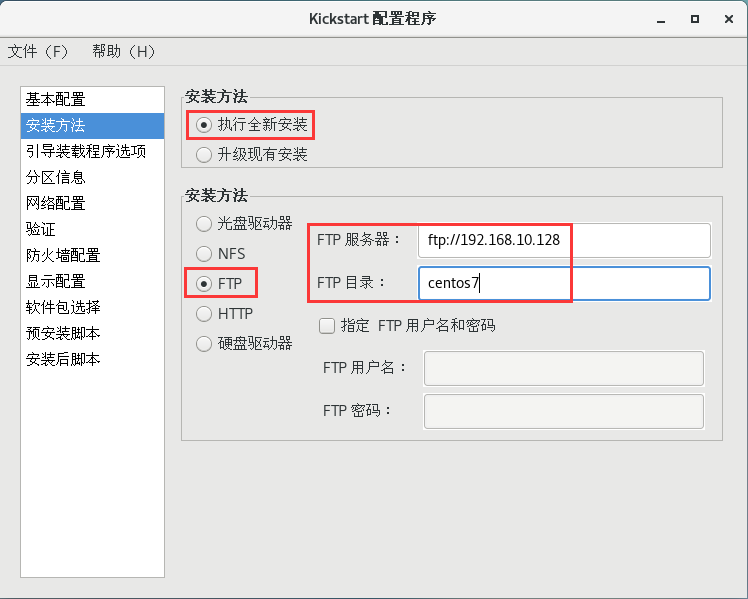 Kickstart 配置程序
文件（F） 帮助（H）
基本配置
安装方法
引导装载程序选项
分区信息
网络配置
验证
防火墙配置
显示配置
软件包选择
预安装脚本
安装后脚本
安装方法
执行全新安装
升级现有安装
安装方法
光盘驱动器
NFS
FTP
HTTP
硬盘驱动器
FTP 服务器： ftp://192.168.10.128
FTP 目录： centos7
指定 FTP 用户名和密码
FTP 用户名：
FTP 密码：